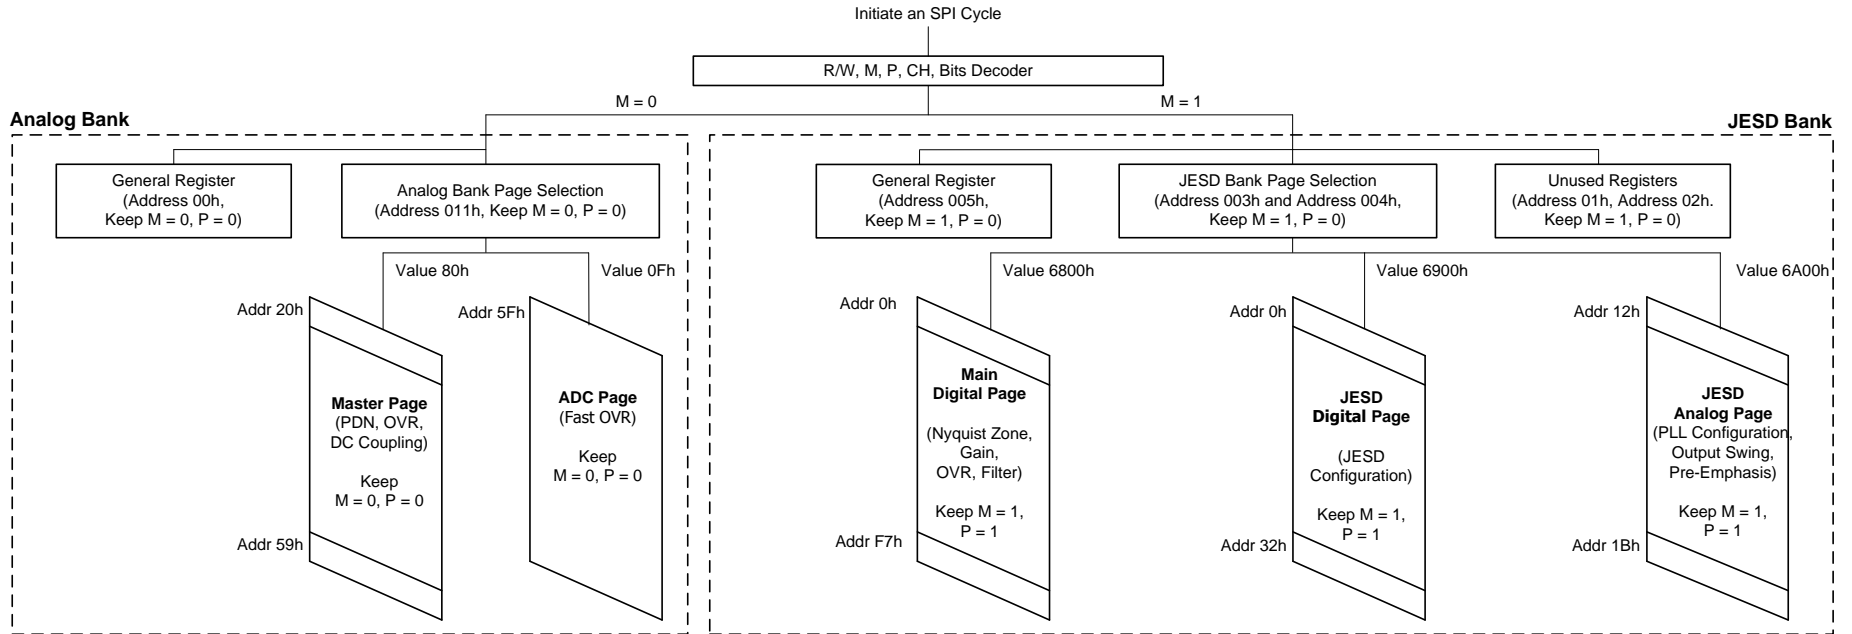 Initiate an SPI Cycle
R/W, M, P, CH, Bits Decoder
M = 0
M = 1
Analog Bank
JESD Bank
General Register
(Address 00h,
Keep M = 0, P = 0)
Analog Bank Page Selection
(Address 011h, Keep M = 0, P = 0)
General Register
(Address 005h,
Keep M = 1, P = 0)
JESD Bank Page Selection
(Address 003h and Address 004h,
Keep M = 1, P = 0)
Unused Registers
(Address 01h, Address 02h.
Keep M = 1, P = 0)
Value 80h
Value 0Fh
Value 6800h
Value 6900h
Value 6A00h
Addr 20h
Master Page
(PDN, OVR,
DC Coupling)
Keep
M = 0, P = 0
Addr 59h
Addr 5Fh
ADC Page
(Fast OVR)
Keep
M = 0, P = 0
Addr 0h
Main
Digital Page
(Nyquist Zone,
Gain,
OVR, Filter)
Keep M = 1,
P = 1
Addr F7h
Addr 0h
JESD
Digital Page
(JESD
Configuration)
Keep M = 1,
P = 1
Addr 32h
Addr 12h
JESD
Analog Page
(PLL Configuration,
Output Swing,
Pre-Emphasis)
Keep M = 1,
P = 1
Addr 1Bh